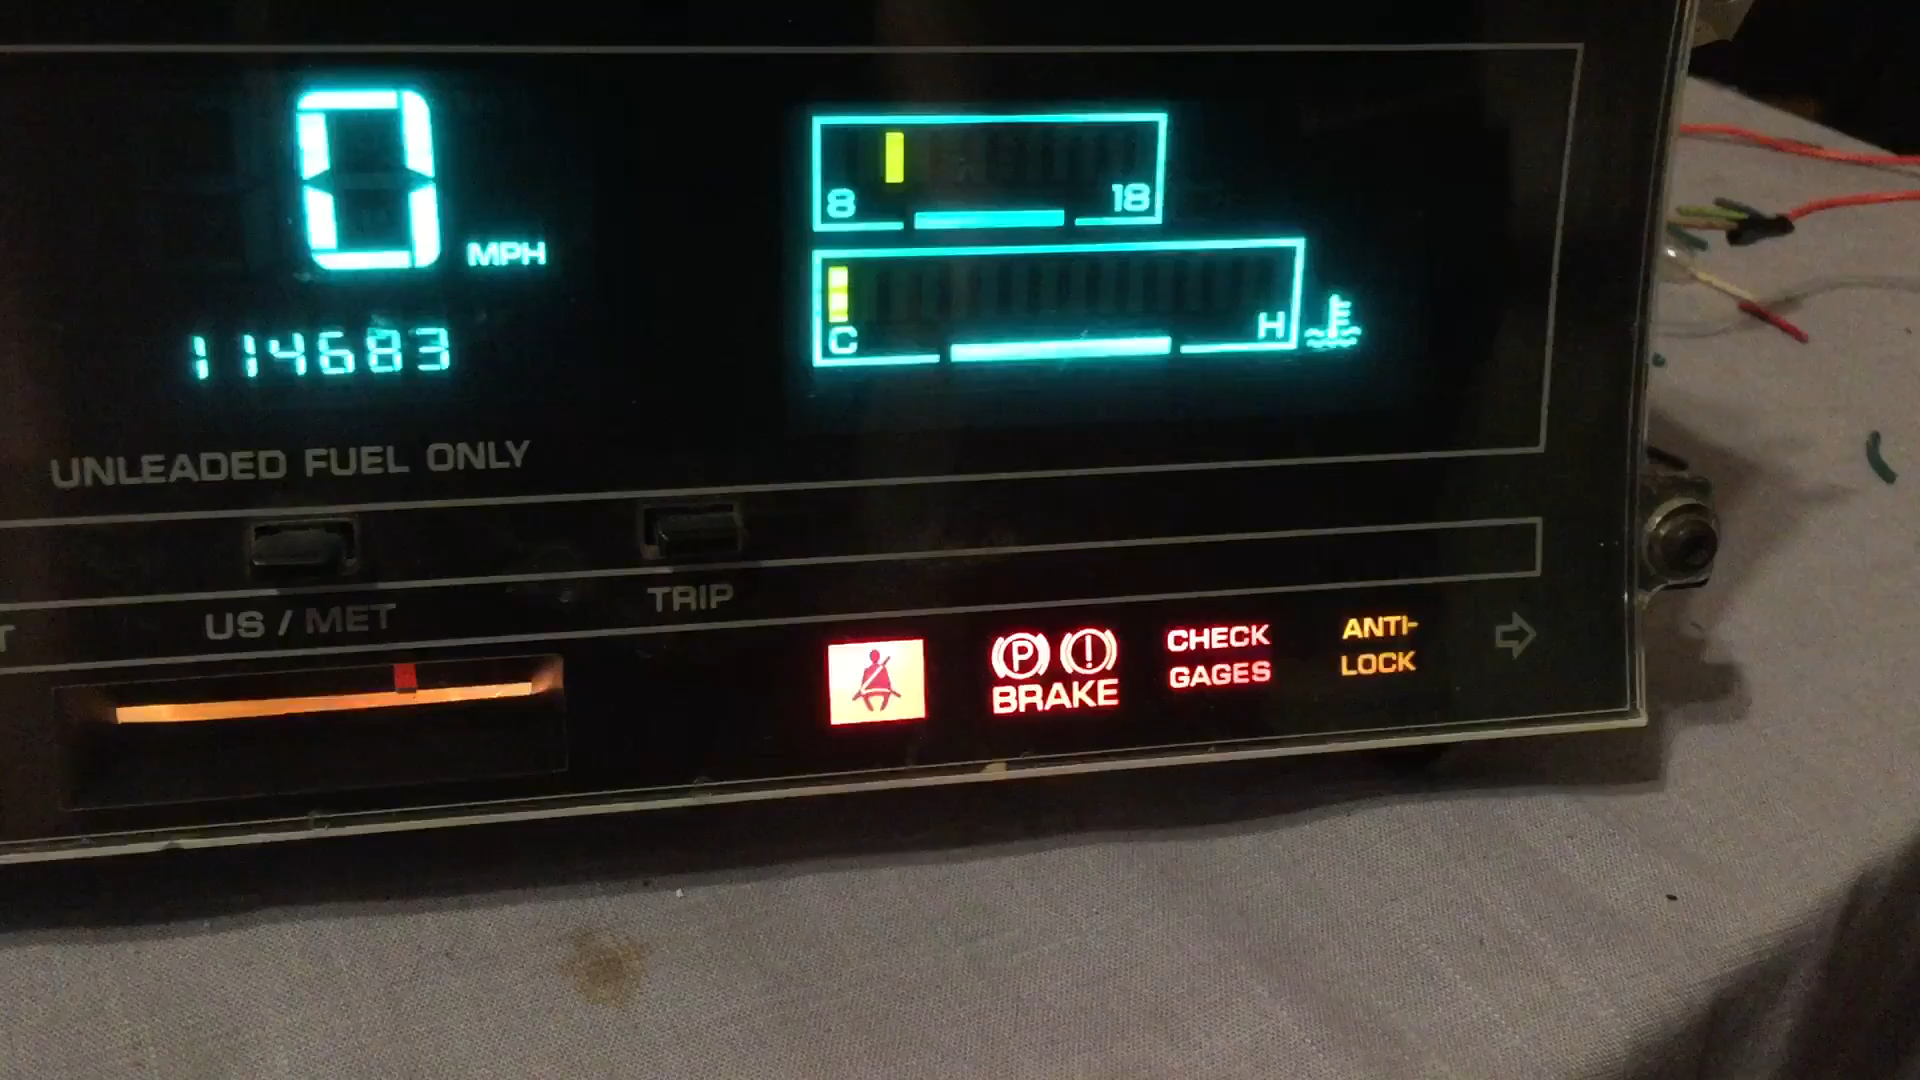 0 MPH
114683
8 18
C H
UNLEADED FUEL ONLY
T
US / MET
TRIP
P ! BRAKE
CHECK
GAGES
ANTI-
LOCK